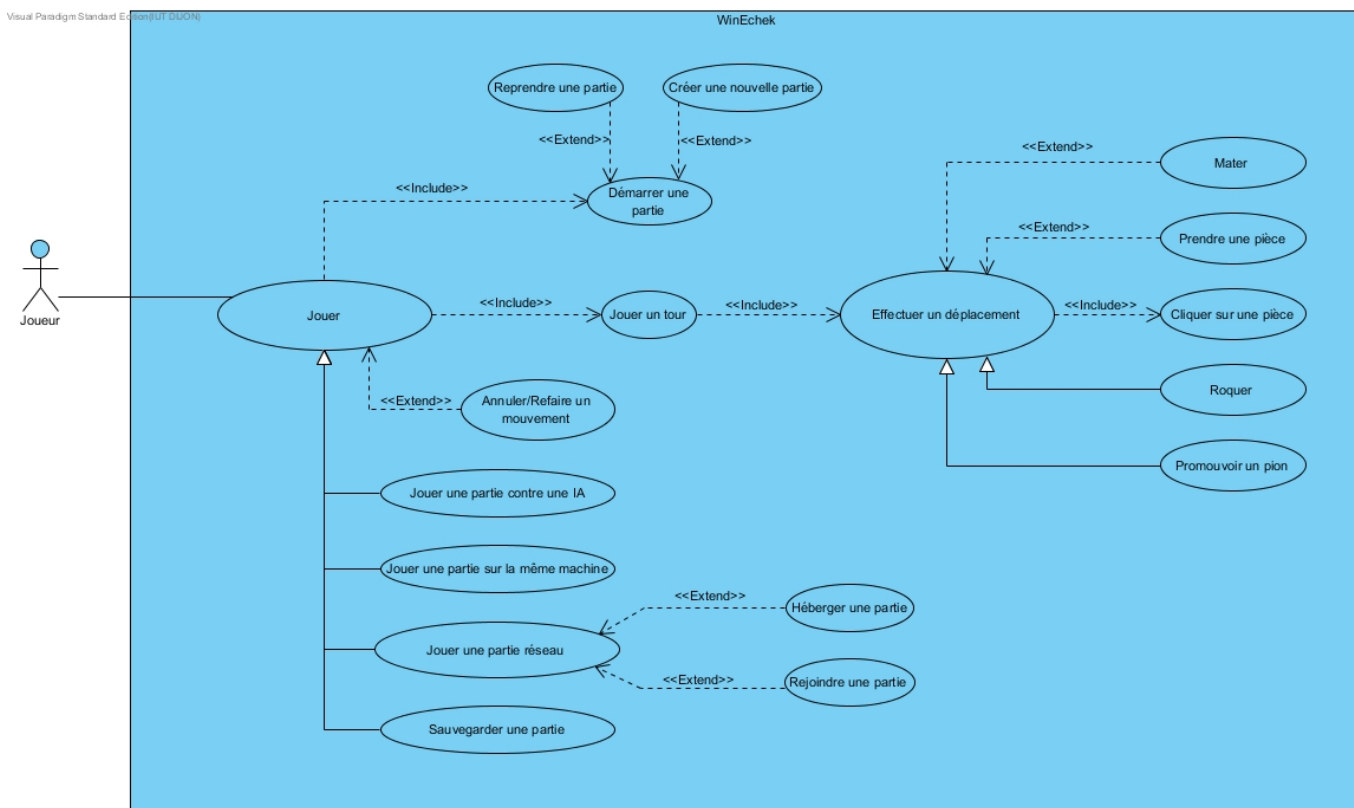 Visual Paradigm Standard Edition(IUT DIJON)
WinEchek
Reprendre une partie
Créer une nouvelle partie
<<Extend>>
<<Extend>>
<<Extend>>
Mater
<<Include>>
Démarrer une
partie
<<Extend>>
Prendre une pièce
Joueur
Jouer
<<Include>>
Jouer un tour
<<Include>>
Effectuer un déplacement
<<Include>>
Cliquer sur une pièce
<<Extend>>
Annuler/Refaire un
mouvement
Roquer
Promouvoir un pion
Jouer une partie contre une IA
Jouer une partie sur la même machine
<<Extend>>
Héberger une partie
Jouer une partie réseau
<<Extend>>
Rejoindre une partie
Sauvegarder une partie